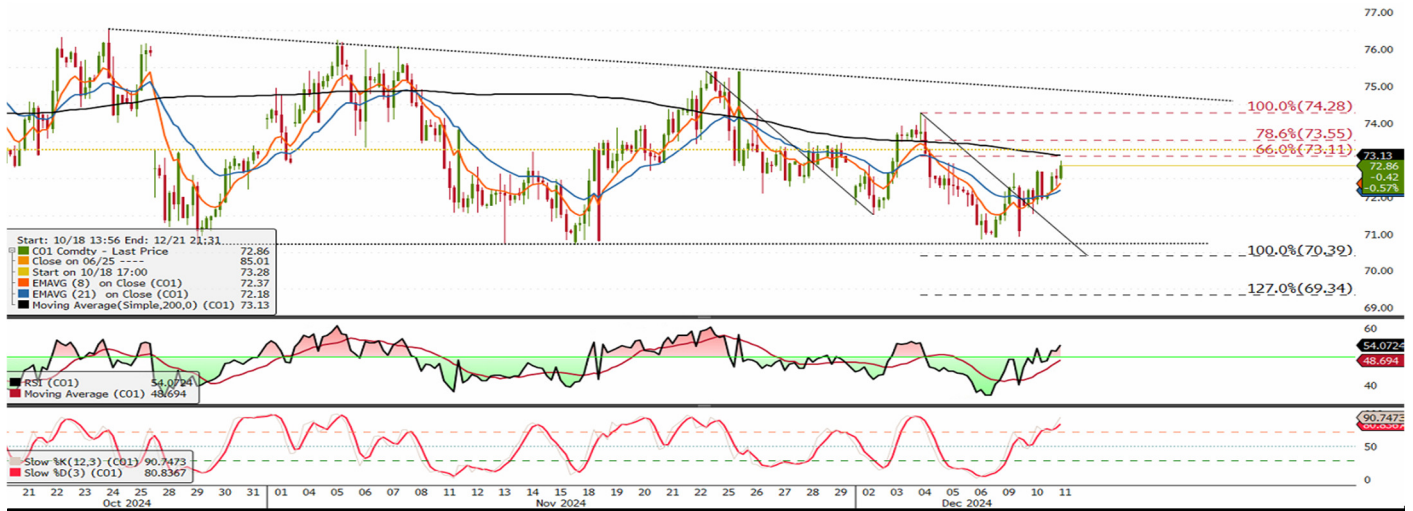 77.00
76.00
75.00
74.00
72.00
71.00
70.00
69.00
100.0%(74.28)
78.6%(73.55)
66.0%(73.11)
73.13
72.86
-0.42
-0.57%
100.0%(70.39)
127.0%(69.34)
Start: 10/18 13:56 End: 12/21 21:31
CO1 Comdty - Last Price 72.86
Close on 06/25 ---- 85.01
Start on 10/18 17:00 73.28
EMAVG (8) on Close (CO1) 72.37
EMAVG (21) on Close (CO1) 72.18
Moving Average(Simple,200,0) (CO1) 73.13
60
54.0724
48.694
40
RSI (CO1) 54.0724
Moving Average (CO1) 48.694
90.7473
80.8367
50
0
Slow %K(12,3) (CO1) 90.7473
Slow %D(3) (CO1) 80.8367
21 22 23 24 25 28 29 30 31 01 04 05 06 07 08 11 12 13 14 15 18 19 20 21 22 25 26 27 28 29 02 03 04 05 06 09 10 11
Oct 2024 Nov 2024 Dec 2024